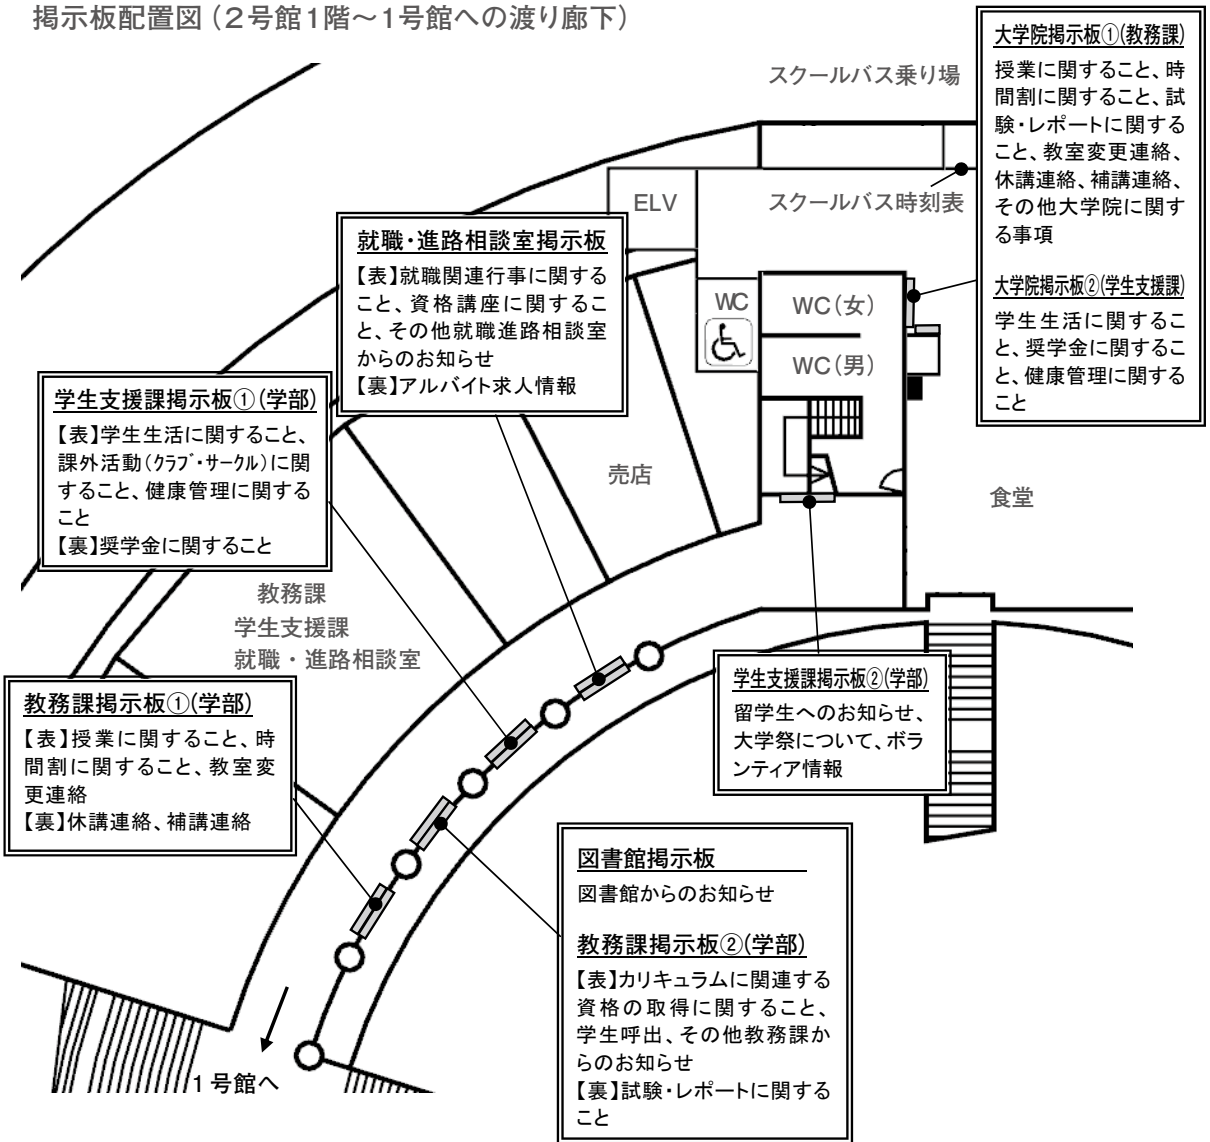 掲示板配置図(2号館1階～1号館への渡り廊下)
大学院掲示板①(教務課)
授業に関すること、時
間割に関すること、試
験・レポートに関する
こと、教室変更連絡、
休講連絡、補講連絡、
その他大学院に関す
る事項
大学院掲示板②(学生支援課)
学生生活に関するこ
と、奨学金に関するこ
と、健康管理に関する
こと
スクールバス乗り場
スクールバス時刻表
ELV
就職・進路相談室掲示板
【表】就職関連行事に関する
こと、資格講座に関するこ
と、その他就職進路相談室
からのお知らせ
【裏】アルバイト求人情報
WC
WC(女)
WC(男)
学生支援課掲示板①(学部)
【表】学生生活に関すること、
課外活動(クラブ・サークル)に関
すること、健康管理に関する
こと
【裏】奨学金に関すること
売店
食堂
教務課
学生支援課
就職・進路相談室
教務課掲示板①(学部)
【表】授業に関すること、時
間割に関すること、教室変
更連絡
【裏】休講連絡、補講連絡
学生支援課掲示板②(学部)
留学生へのお知らせ、
大学祭について、ボラ
ンティア情報
図書館掲示板
図書館からのお知らせ
教務課掲示板②(学部)
【表】カリキュラムに関連する
資格の取得に関すること、
学生呼出、その他教務課か
らのお知らせ
【裏】試験・レポートに関する
こと
1号館へ